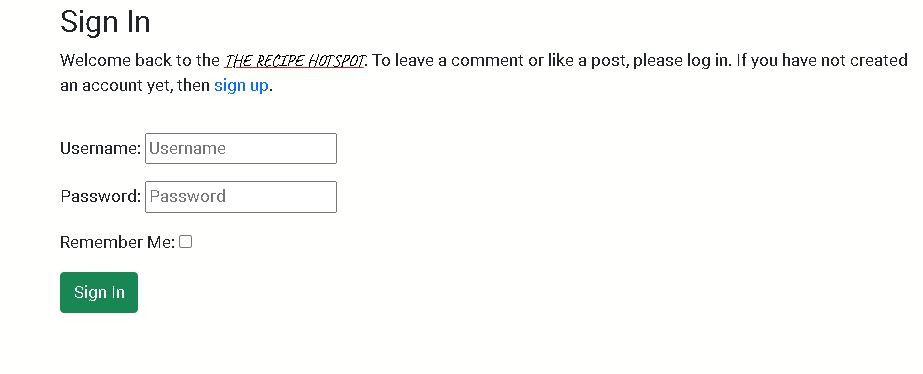 Sign In
Welcome back to the THE RECIPE HOTSPOT. To leave a comment or like a post, please log in. If you have not created
an account yet, then sign up.
Username: Username
Password: Password
Remember Me:
Sign In